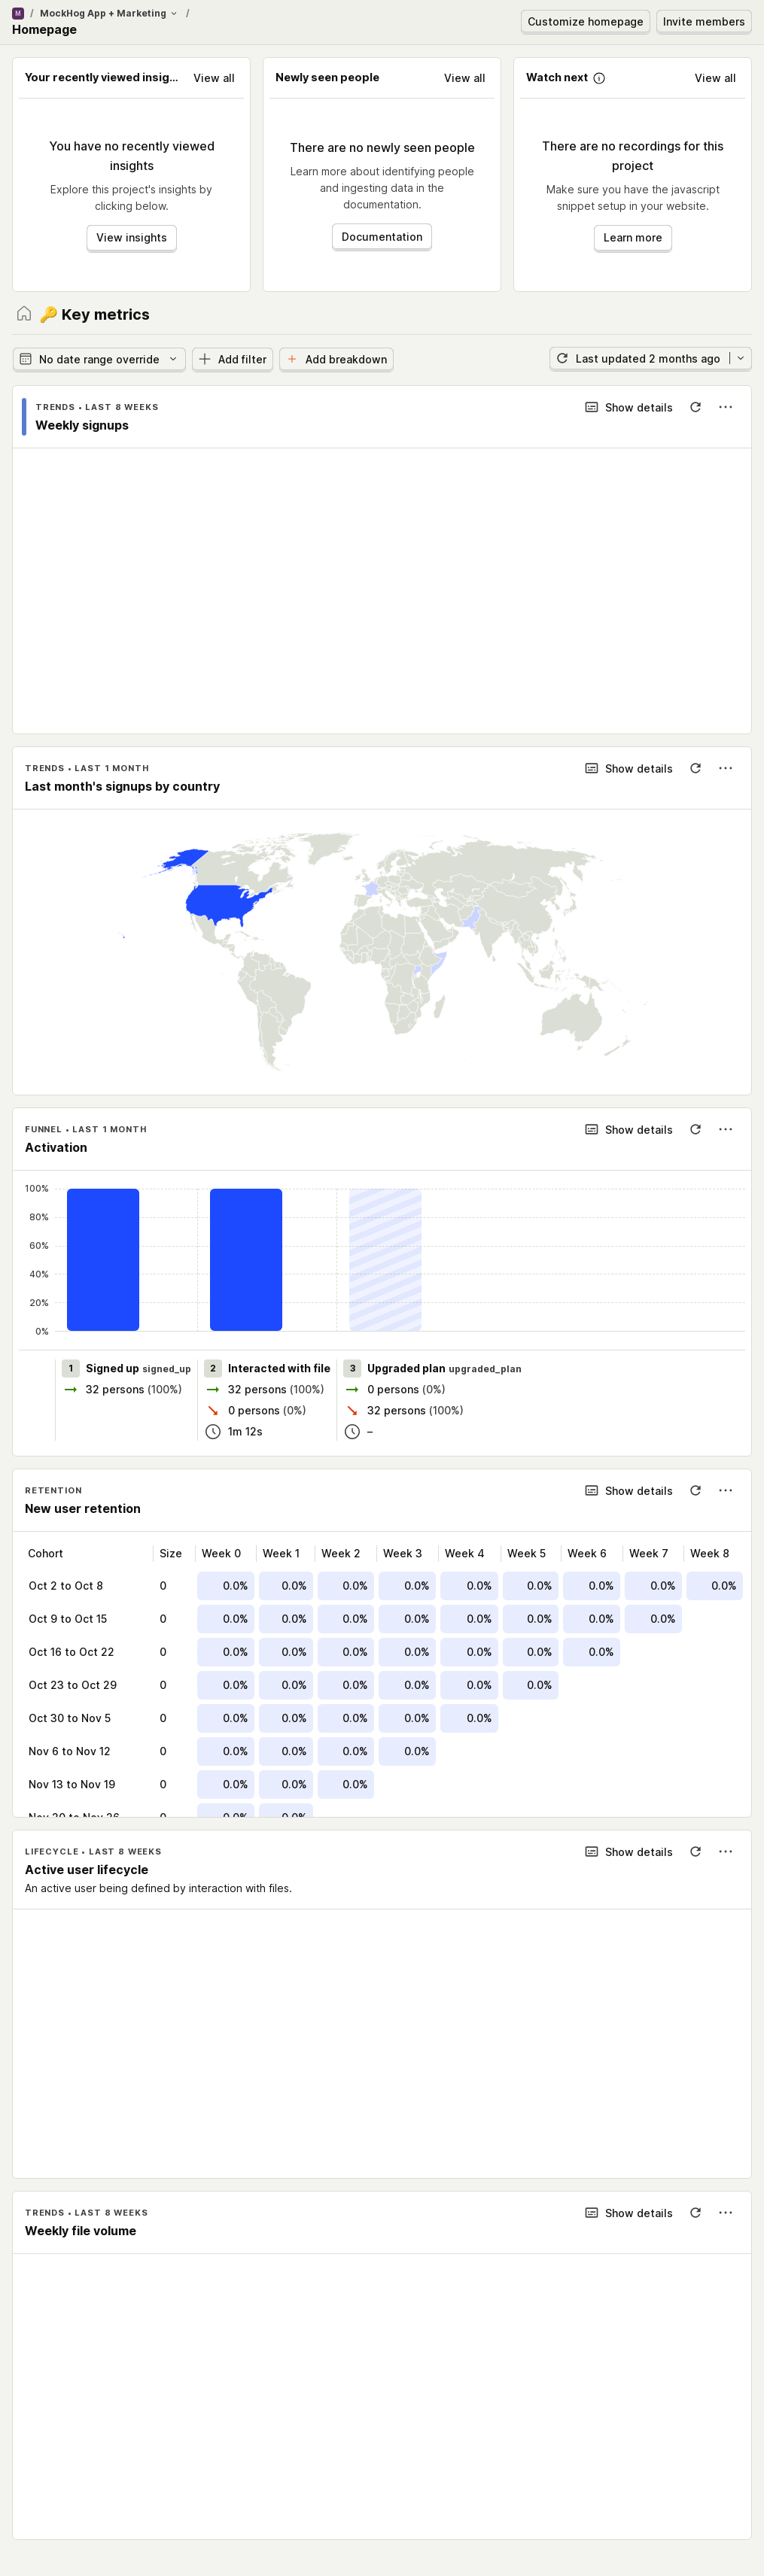 M / MockHog App + Marketing /
Homepage
Customize homepage
Invite members
Your recently viewed insig...
View all
You have no recently viewed
insights
Explore this project's insights by
clicking below.
View insights
Newly seen people
View all
There are no newly seen people
Learn more about identifying people
and ingesting data in the
documentation.
Documentation
Watch next
View all
There are no recordings for this
project
Make sure you have the javascript
snippet setup in your website.
Learn more
🔑 Key metrics
No date range override
Add filter
Add breakdown
Last updated 2 months ago
TRENDS • LAST 8 WEEKS
Weekly signups
Show details
TRENDS • LAST 1 MONTH
Last month's signups by country
Show details
FUNNEL • LAST 1 MONTH
Activation
Show details
100%
80%
60%
40%
20%
0%
1 Signed up signed_up
32 persons (100%)
2 Interacted with file
32 persons (100%)
0 persons (0%)
1m 12s
3 Upgraded plan upgraded_plan
0 persons (0%)
32 persons (100%)
–
RETENTION
New user retention
Show details
Cohort Size Week 0 Week 1 Week 2 Week 3 Week 4 Week 5 Week 6 Week 7 Week 8
Oct 2 to Oct 8 0 0.0% 0.0% 0.0% 0.0% 0.0% 0.0% 0.0% 0.0% 0.0%
Oct 9 to Oct 15 0 0.0% 0.0% 0.0% 0.0% 0.0% 0.0% 0.0% 0.0%
Oct 16 to Oct 22 0 0.0% 0.0% 0.0% 0.0% 0.0% 0.0% 0.0%
Oct 23 to Oct 29 0 0.0% 0.0% 0.0% 0.0% 0.0% 0.0%
Oct 30 to Nov 5 0 0.0% 0.0% 0.0% 0.0% 0.0%
Nov 6 to Nov 12 0 0.0% 0.0% 0.0% 0.0%
Nov 13 to Nov 19 0 0.0% 0.0% 0.0%
Nov 20 to Nov 26 0 0.0% 0.0%
LIFECYCLE • LAST 8 WEEKS
Active user lifecycle
An active user being defined by interaction with files.
Show details
TRENDS • LAST 8 WEEKS
Weekly file volume
Show details